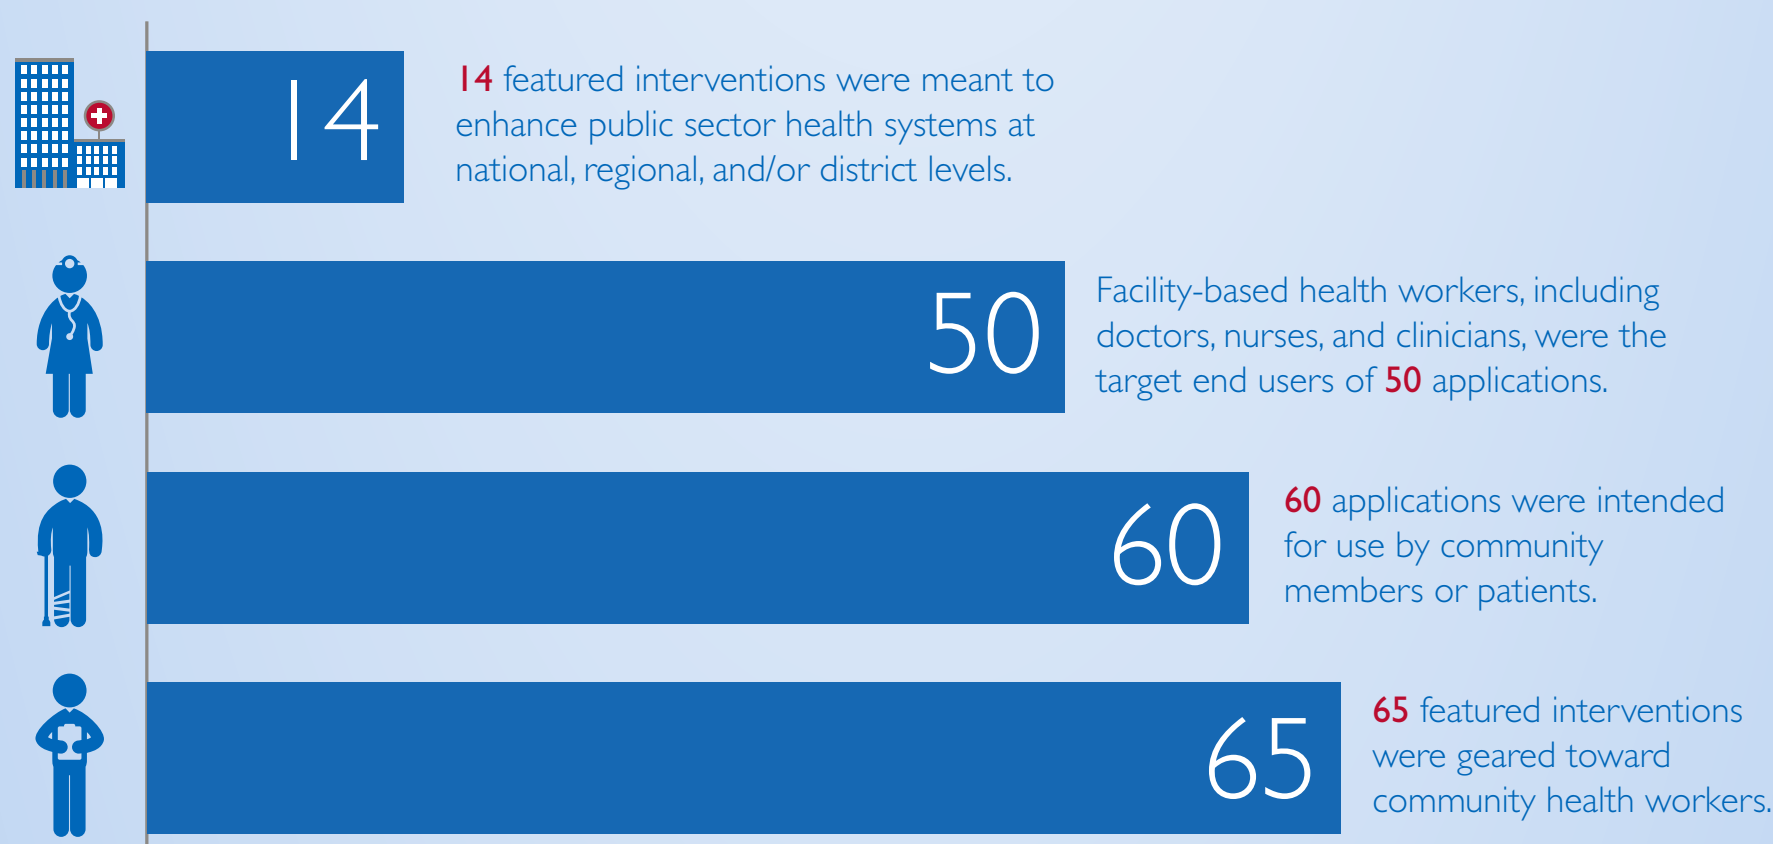 14
14 featured interventions were meant to
enhance public sector health systems at
national, regional, and/or district levels.
50
Facility-based health workers, including
doctors, nurses, and clinicians, were the
target end users of 50 applications.
60
60 applications were intended
for use by community
members or patients.
65
65 featured interventions
were geared toward
community health workers.